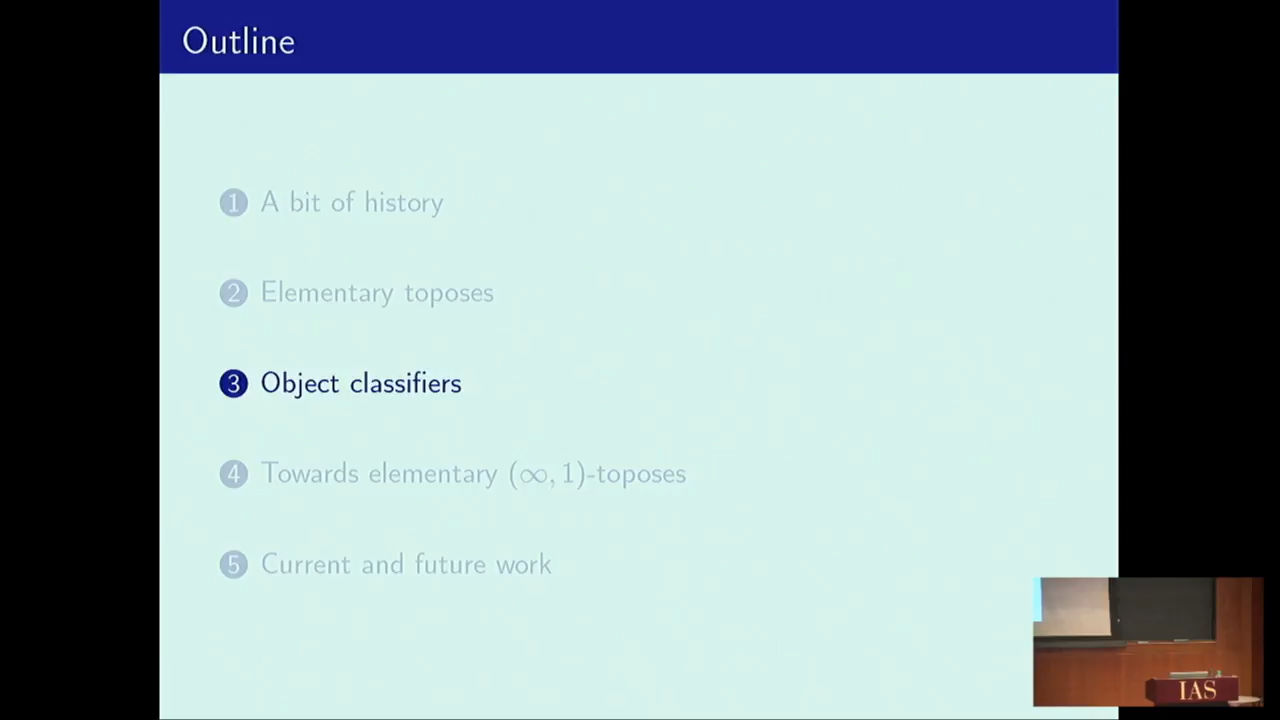 Outline
1 A bit of history
2 Elementary toposes
3 Object classifiers
4 Towards elementary (∞, 1)-toposes
5 Current and future work
IAS